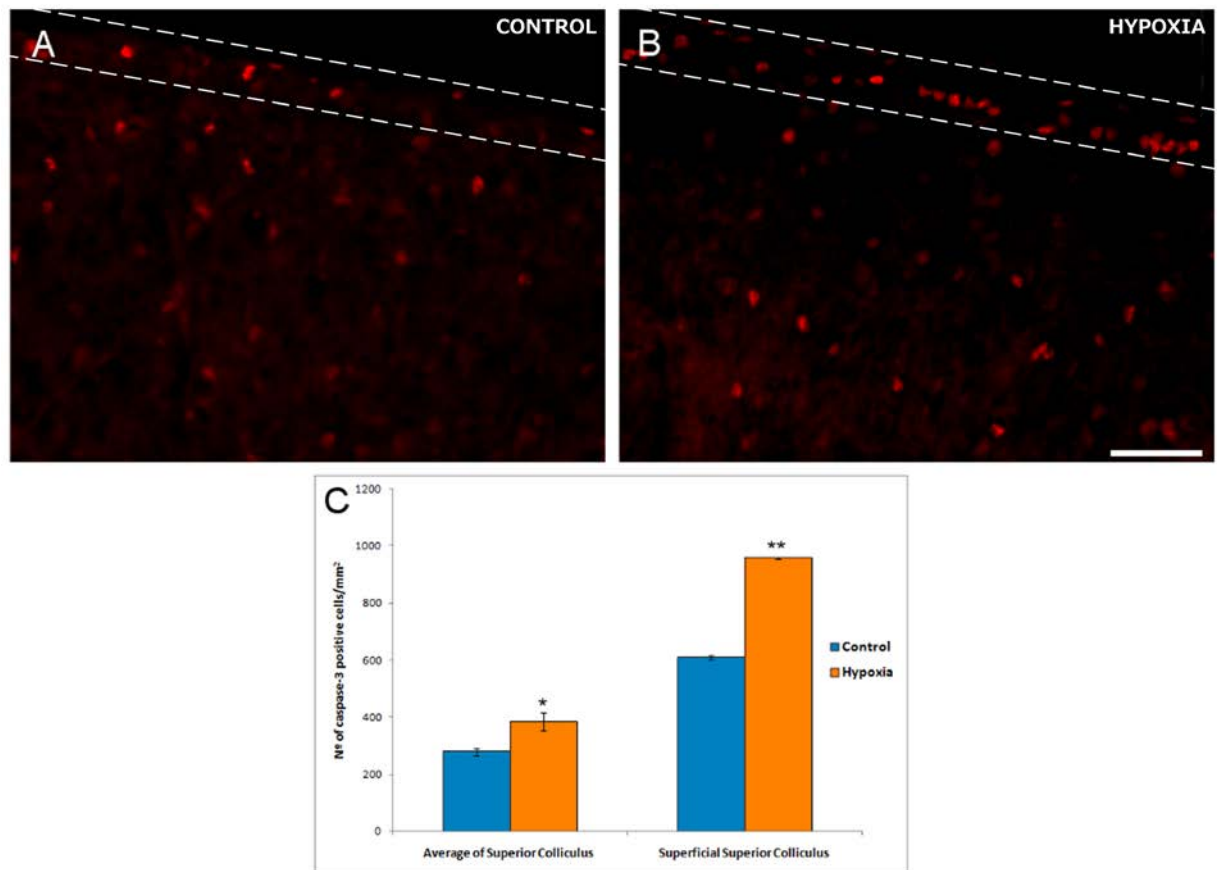 A
CONTROL
B
HYPOXIA
C
Nº of caspase-3 positive cells/mm²
1200
1000
800
600
400
200
0
*
**
Control
Hypoxia
Average of Superior Colliculus
Superficial Superior Colliculus